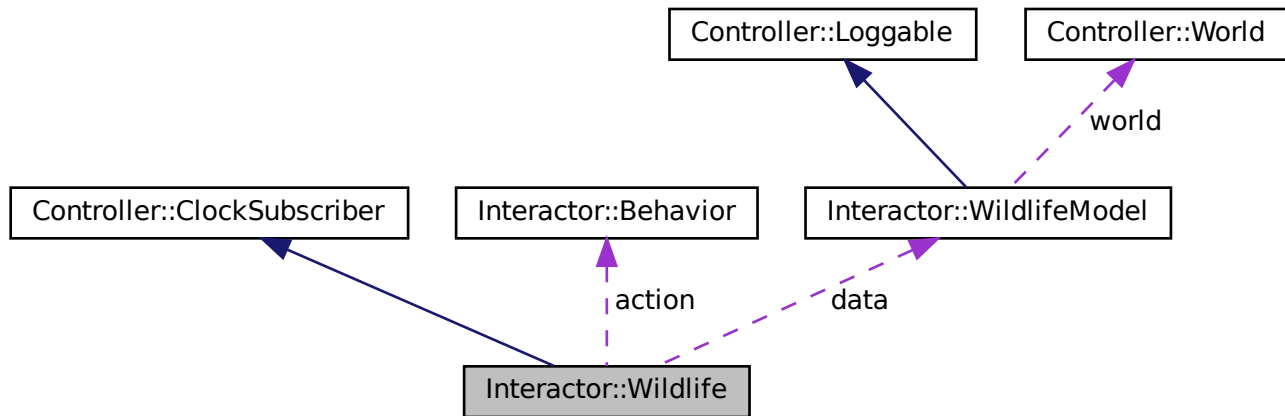 Controller::Loggable
Controller::World
world
Controller::ClockSubscriber
Interactor::Behavior
Interactor::WildlifeModel
action
data
Interactor::Wildlife